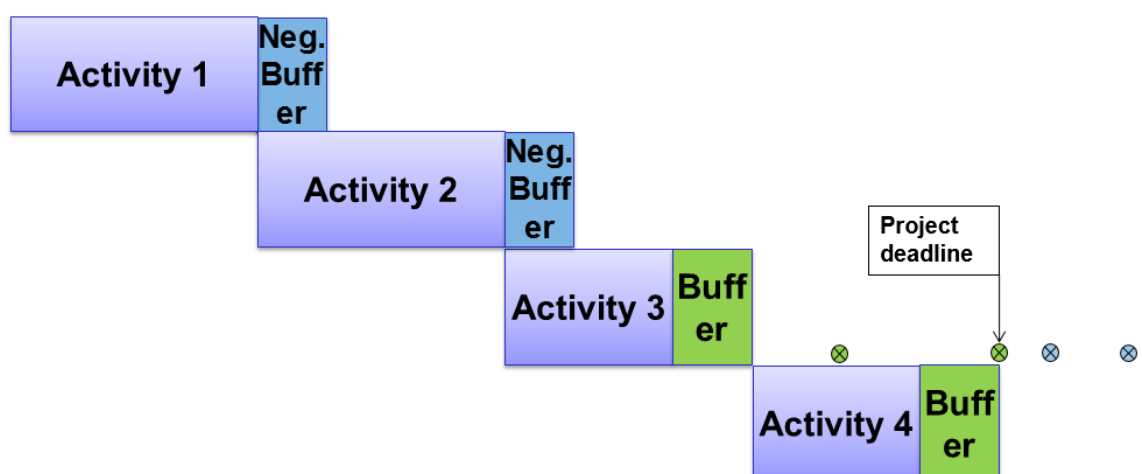 Neg.
Buff
er
Activity 1
Neg.
Buff
er
Activity 2
Project
deadline
Buff
er
Activity 3
Buff
er
Activity 4